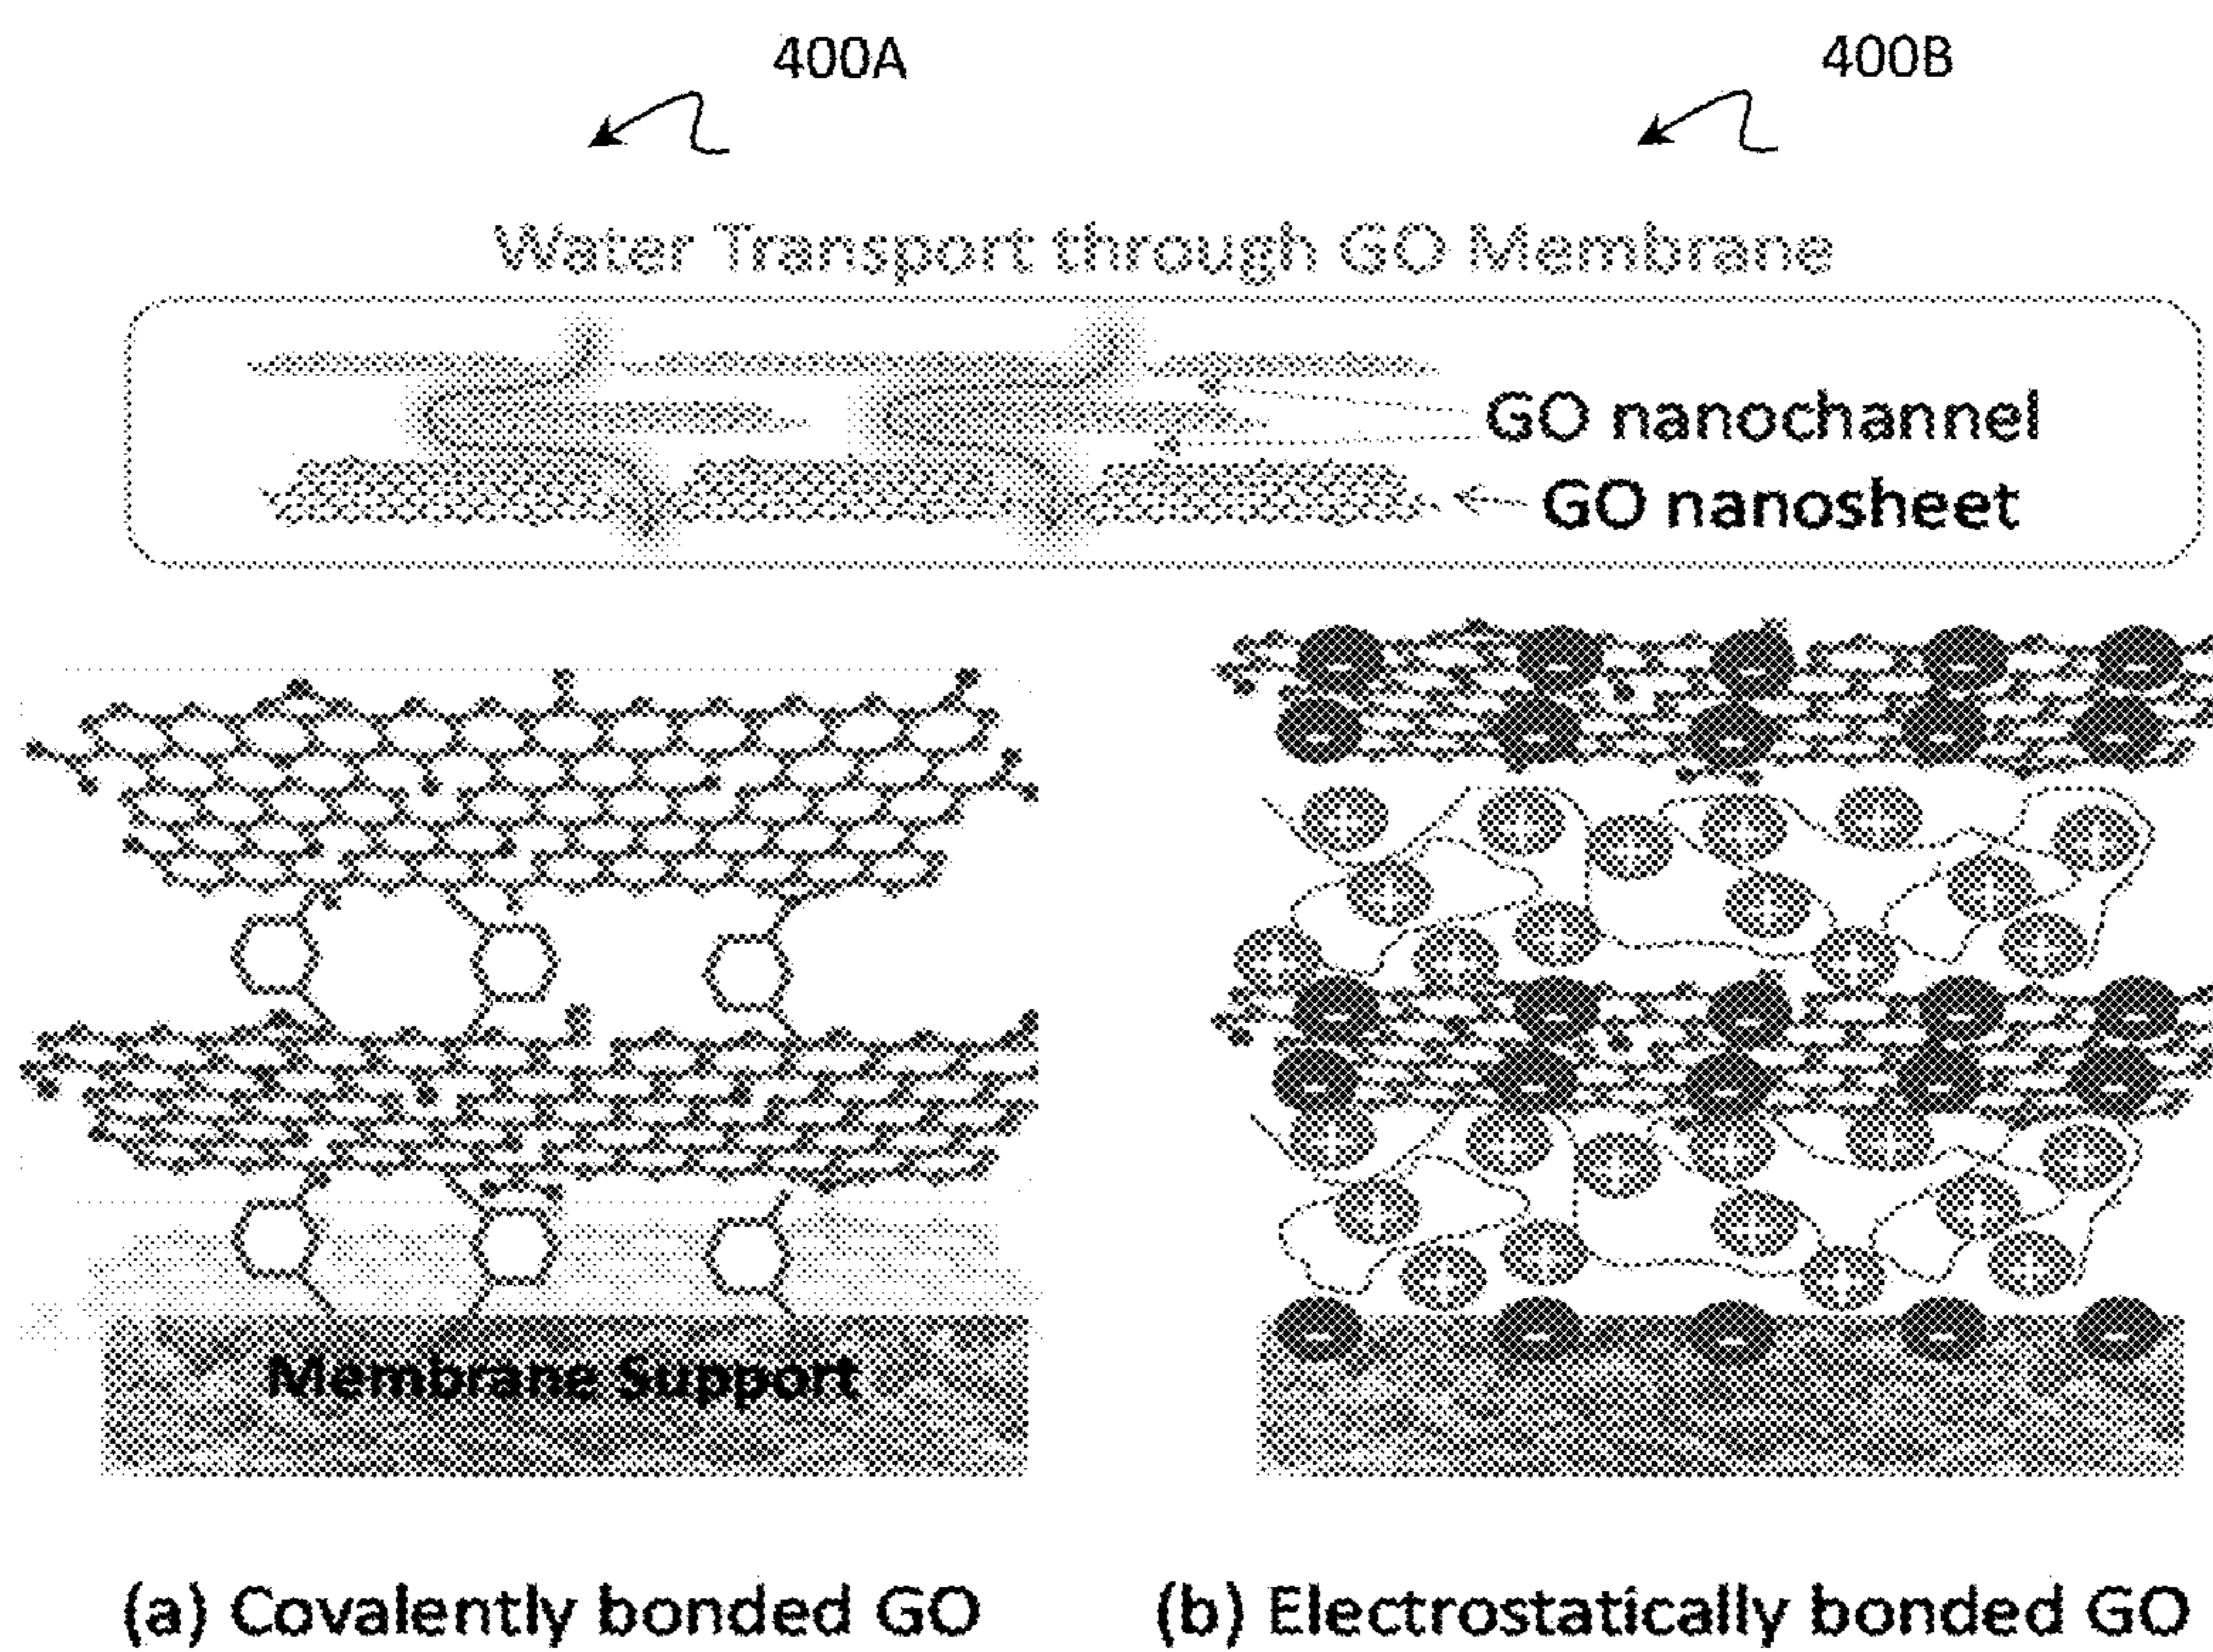 400A
400B
Water Transport through GO Membrane
GO nanochannel
GO nanosheet
Membrane Support
(a) Covalently bonded GO
(b) Electrostatically bonded GO